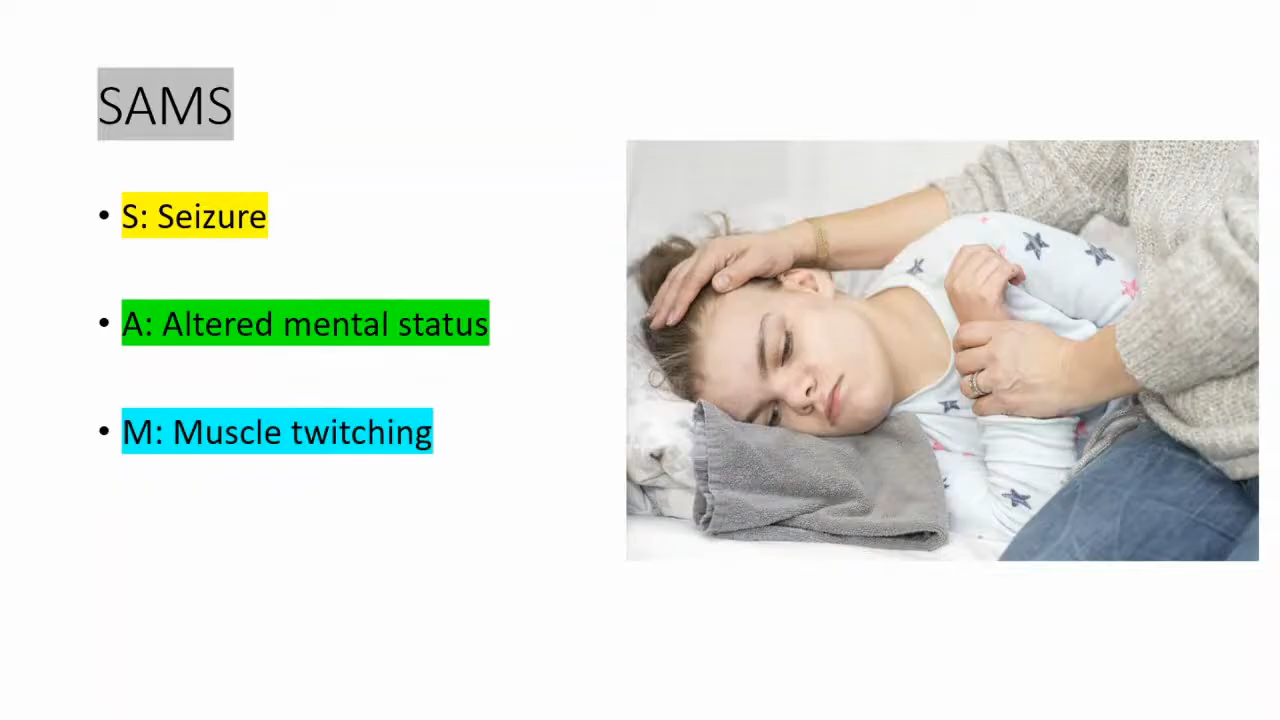 SAMS
• S: Seizure
• A: Altered mental status
• M: Muscle twitching